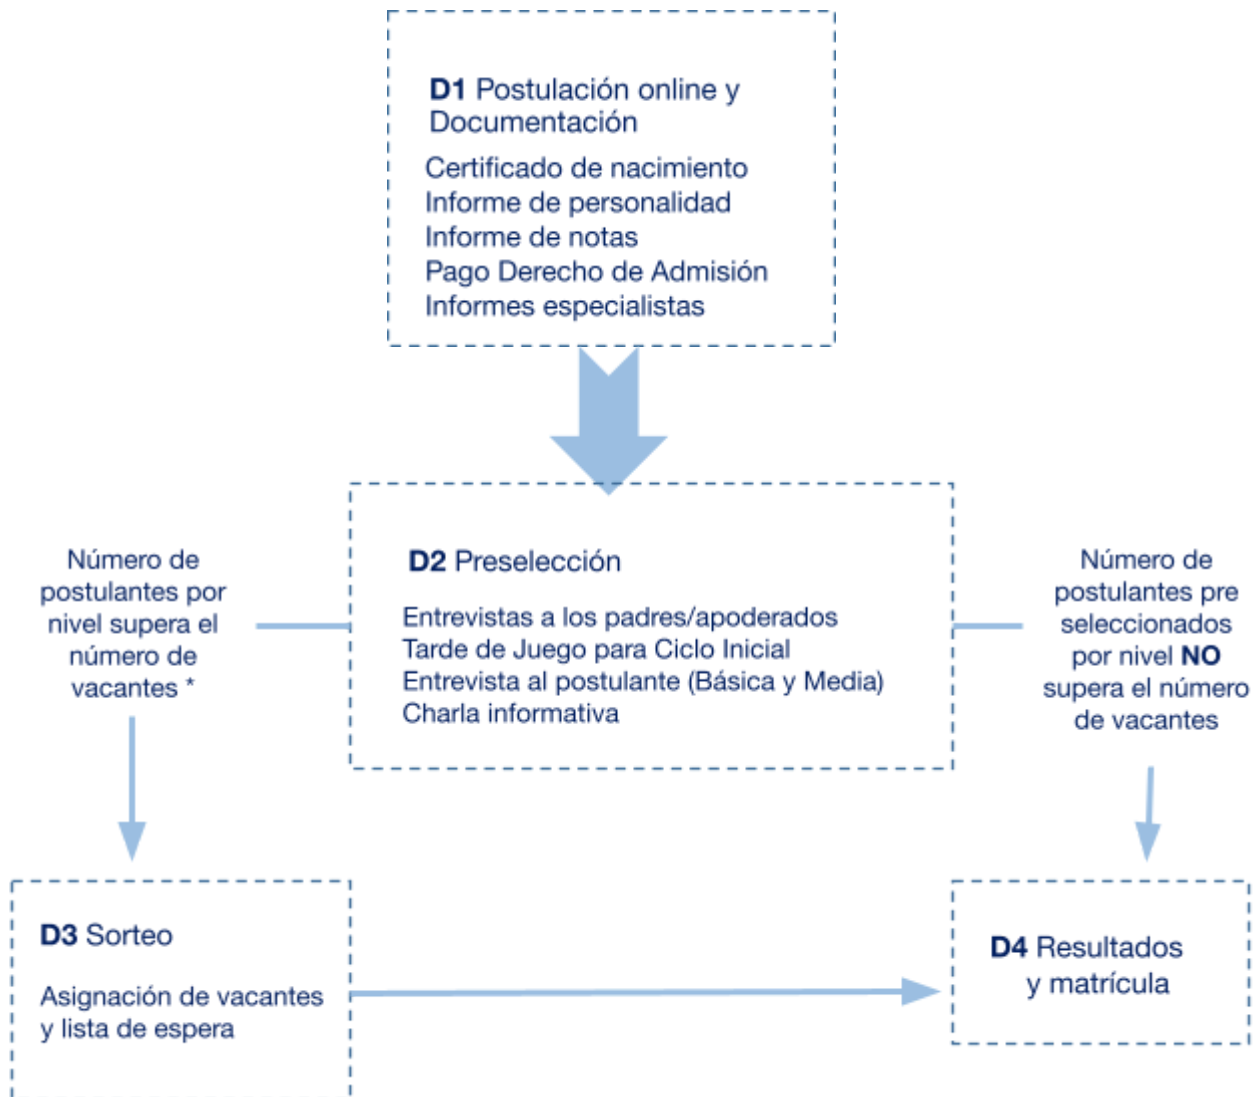 D1 Postulación online y
Documentación
Certificado de nacimiento
Informe de personalidad
Informe de notas
Pago Derecho de Admisión
Informes especialistas
Número de
postulantes por
nivel supera el
número de
vacantes *
D2 Preselección
Entrevistas a los padres/apoderados
Tarde de Juego para Ciclo Inicial
Entrevista al postulante (Básica y Media)
Charla informativa
Número de
postulantes pre
seleccionados
por nivel NO
supera el número
de vacantes
D3 Sorteo
Asignación de vacantes
y lista de espera
D4 Resultados
y matrícula